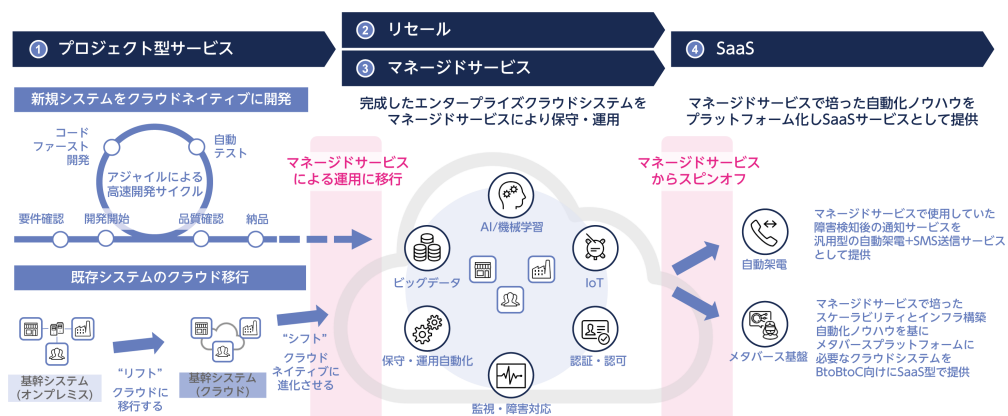 1 プロジェクト型サービス
2 リセール
3 マネージドサービス
4 SaaS
新規システムをクラウドネイティブに開発
コード
ファースト
開発
自動
テスト
アジャイルによる
高速開発サイクル
要件確認
開発開始
品質確認
納品
既存システムのクラウド移行
基幹システム
(オンプレミス)
“リフト”
クラウドに
移行する
基幹システム
(クラウド)
“シフト”
クラウド
ネイティブに
進化させる
マネージドサービス
による運用に移行
完成したエンタープライズクラウドシステムを
マネージドサービスにより保守・運用
AI/機械学習
ビッグデータ
IoT
保守・運用自動化
認証・認可
監視・障害対応
マネージドサービス
からスピンオフ
マネージドサービスで培った自動化ノウハウを
プラットフォーム化しSaaSサービスとして提供
自動架電
マネージドサービスで使用していた
障害検知後の通知サービスを
汎用型の自動架電+SMS送信サービス
として提供
メタバース基盤
マネージドサービスで培った
スケーラビリティとインフラ構築
自動化ノウハウを基に
メタバースプラットフォームに
必要なクラウドシステムを
BtoBtoC向けにSaaS型で提供